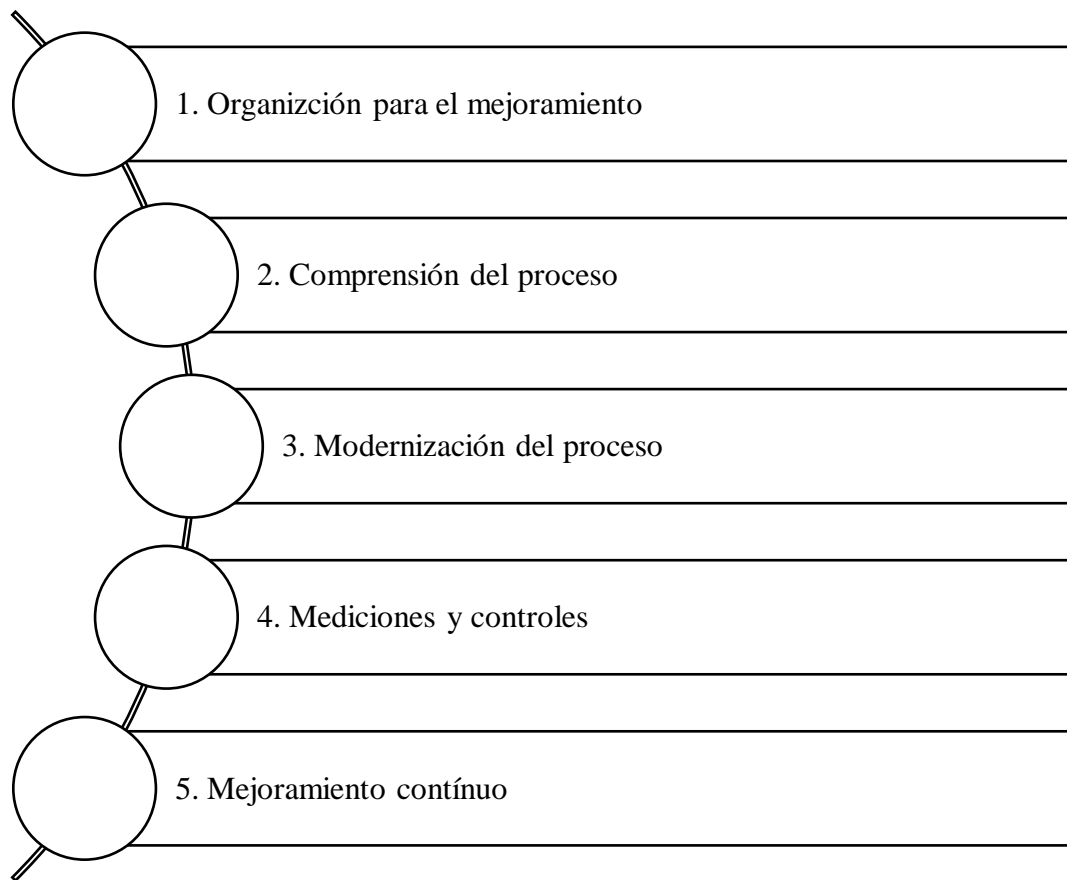 1. Organizción para el mejoramiento
2. Comprensión del proceso
3. Modernización del proceso
4. Mediciones y controles
5. Mejoramiento contínuo